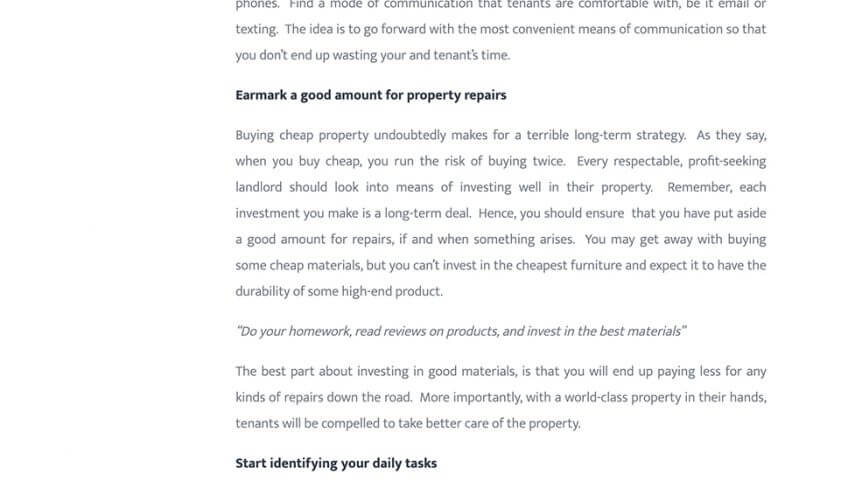 phones. Find a mode of communication that tenants are comfortable with, be it email or
texting. The idea is to go forward with the most convenient means of communication so that
you don't end up wasting your and tenant's time.
Earmark a good amount for property repairs
Buying cheap property undoubtedly makes for a terrible long-term strategy. As they say,
when you buy cheap, you run the risk of buying twice. Every respectable, profit-seeking
landlord should look into means of investing well in their property. Remember, each
investment you make is a long-term deal. Hence, you should ensure that you have put aside
a good amount for repairs, if and when something arises. You may get away with buying
some cheap materials, but you can't invest in the cheapest furniture and expect it to have the
durability of some high-end product.
“Do your homework, read reviews on products, and invest in the best materials”
The best part about investing in good materials, is that you will end up paying less for any
kinds of repairs down the road. More importantly, with a world-class property in their hands,
tenants will be compelled to take better care of the property.
Start identifying your daily tasks